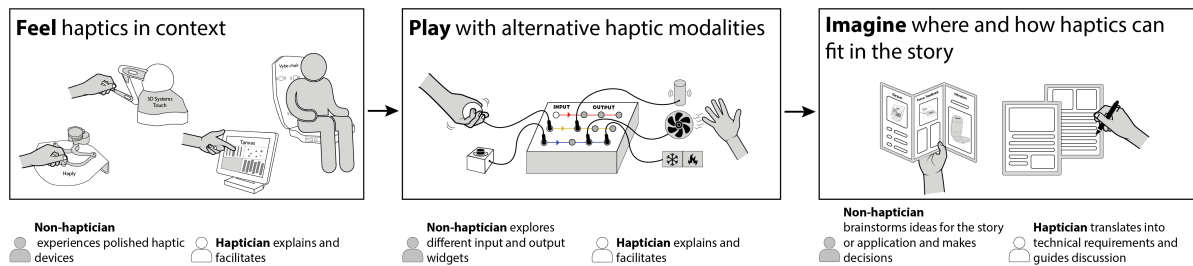 Feel haptics in context
Vybe chair
3D Systems
Touch
Tanvas
Haply
Non-haptician
experiences polished haptic
devices
Haptician explains and
facilitates
Play with alternative haptic modalities
INPUT
OUTPUT
Non-haptician explores
different input and output
widgets
Haptician explains and
facilitates
Imagine where and how haptics can
fit in the story
Force feedback
Vibration
Non-haptician
brainstorms ideas for the story
or application and makes
decisions
Haptician translates into
technical requirements and
guides discussion